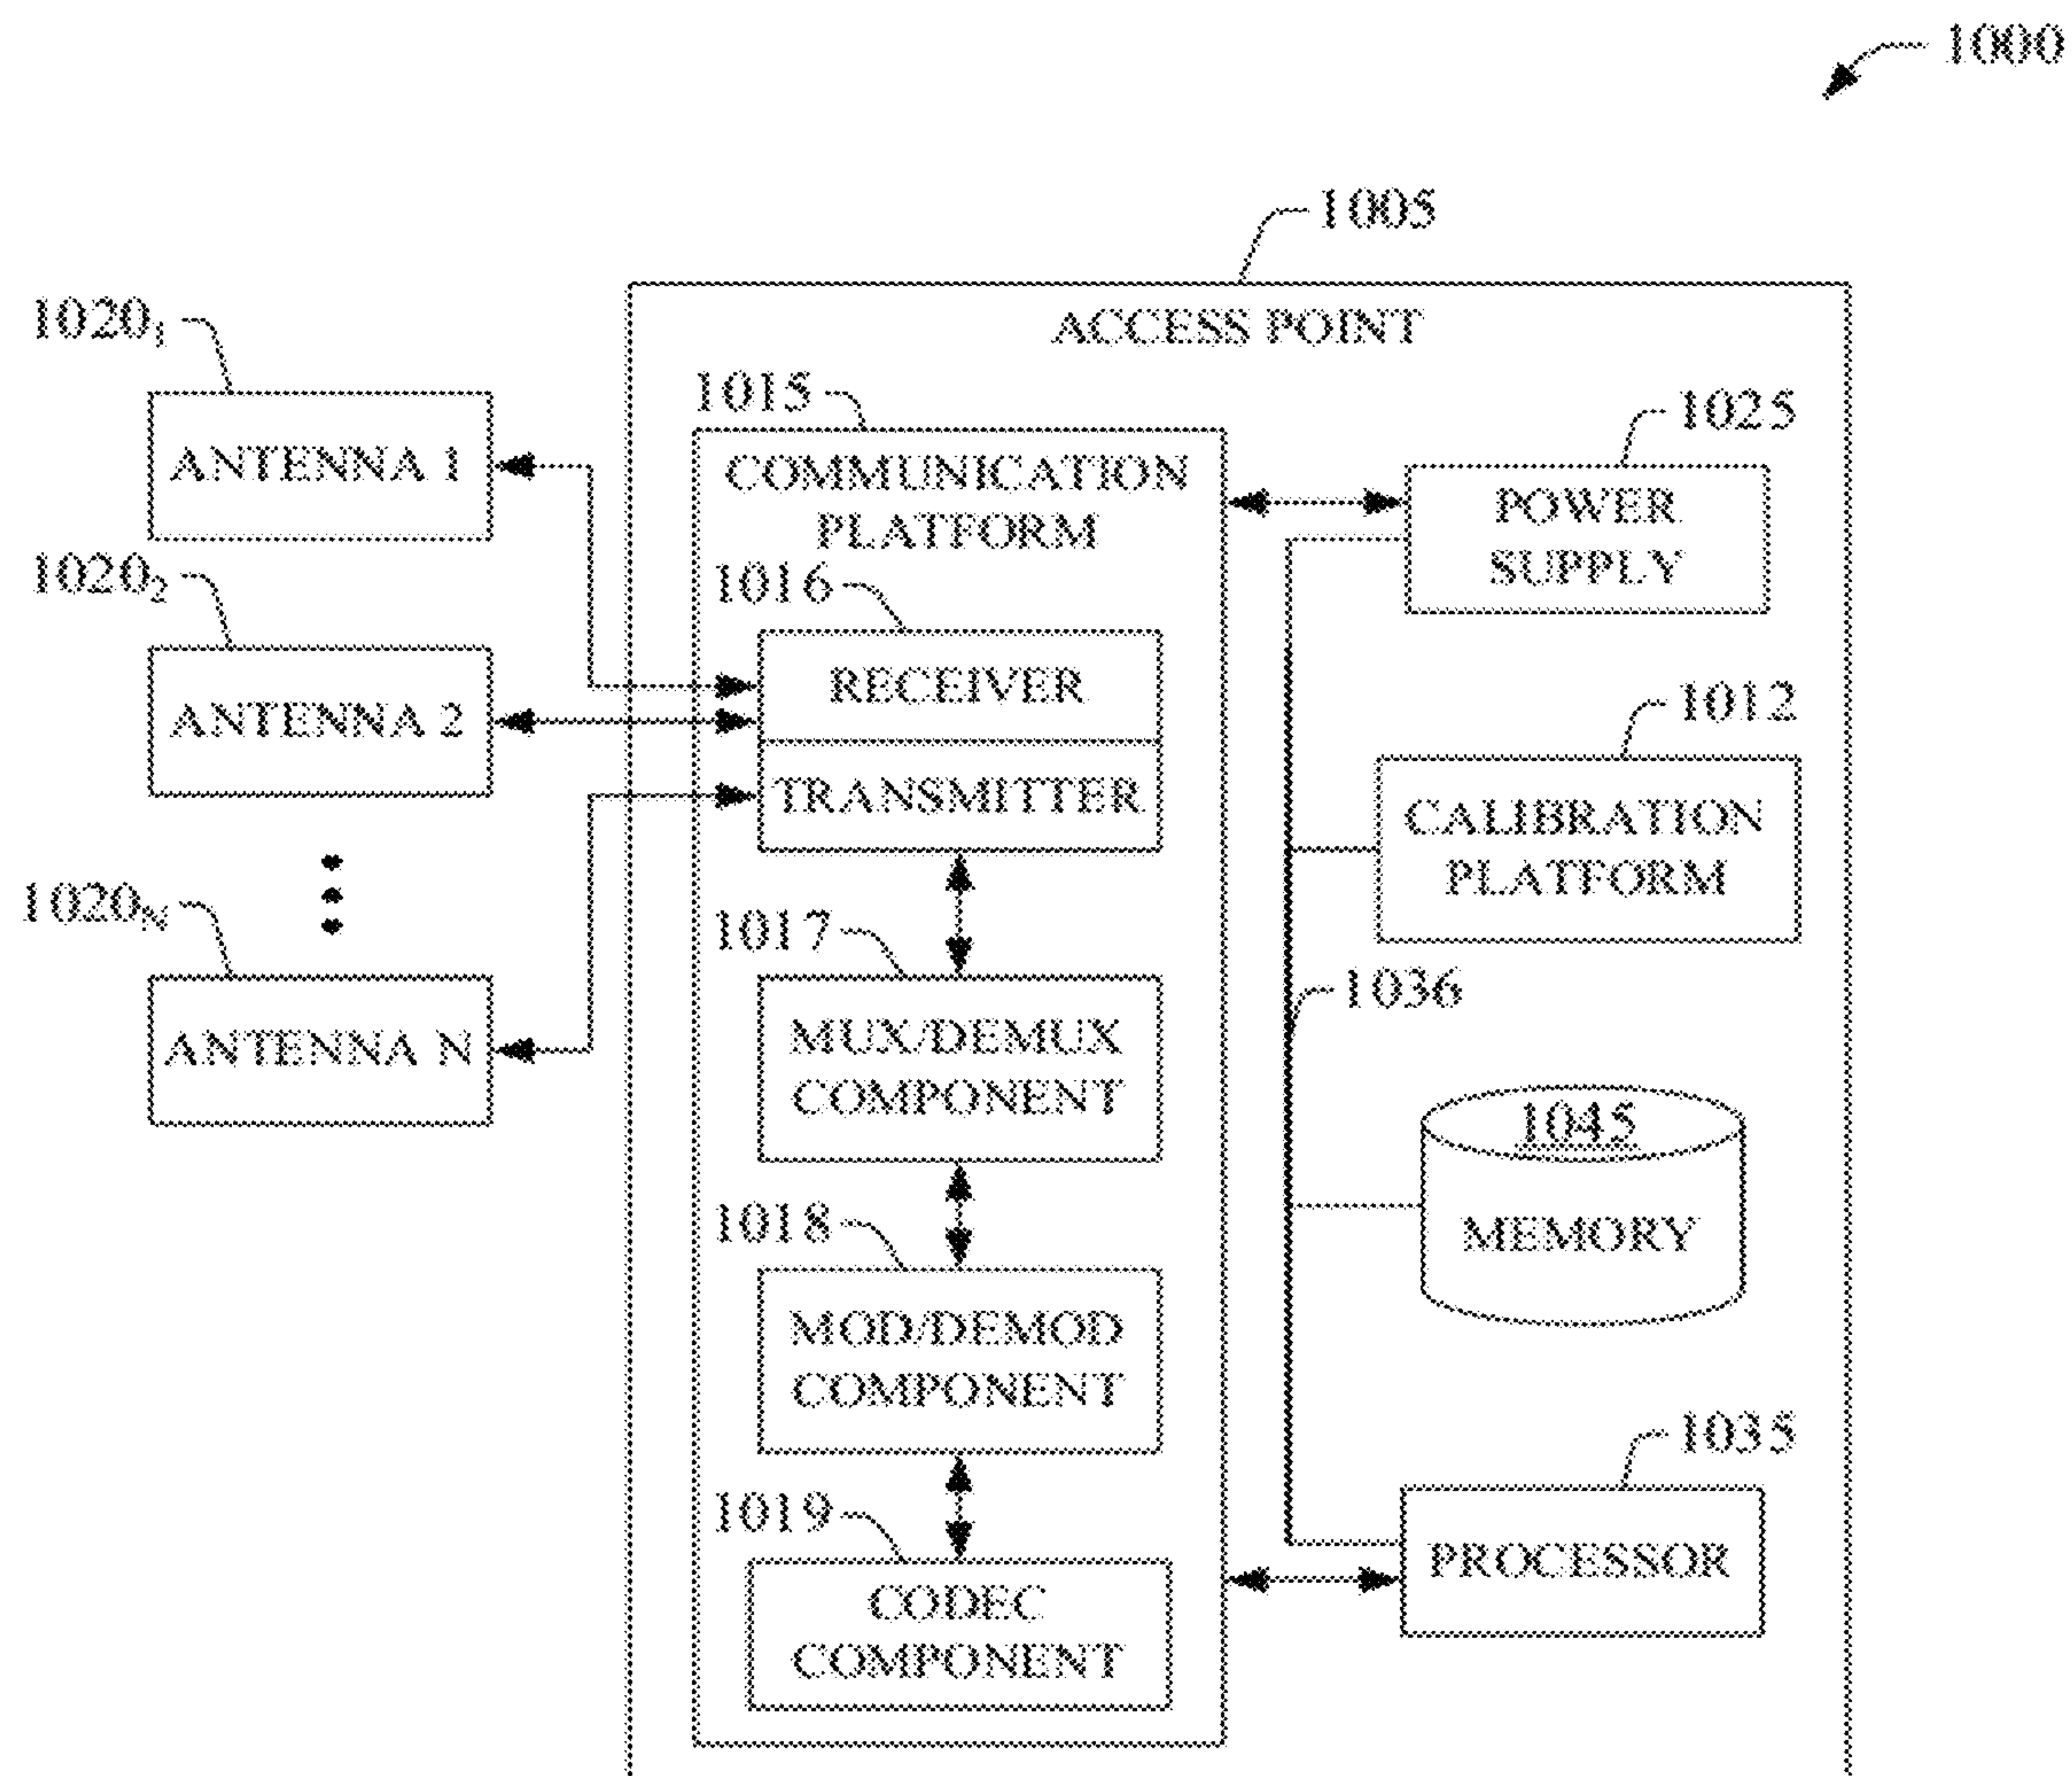 1000
1005
ACCESS POINT
1020₁
ANTENNA 1
1020₂
ANTENNA 2
1020N
ANTENNA N
1015
COMMUNICATION
PLATFORM
1016
RECEIVER
TRANSMITTER
1017
MUX/DEMUX
COMPONENT
1018
MOD/DEMOD
COMPONENT
1019
CODEC
COMPONENT
1025
POWER
SUPPLY
1012
CALIBRATION
PLATFORM
1036
1045
MEMORY
1035
PROCESSOR